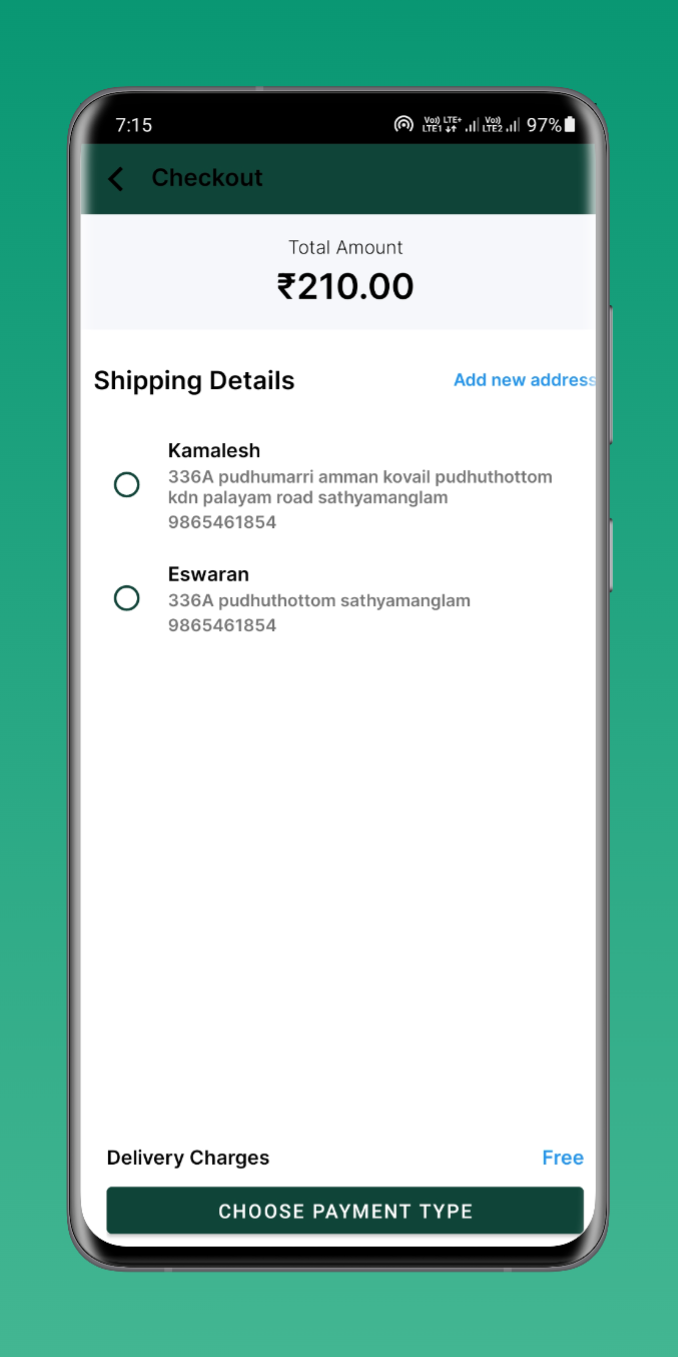 7:15
Vo) LTE+ Vo)
LTE1 LTE2 97%
Checkout
Total Amount
₹210.00
Shipping Details
Add new address
Kamalesh
336A pudhumarri amman kovail pudhuthottom
kdn palayam road sathyamanglam
9865461854
Eswaran
336A pudhuthottom sathyamanglam
9865461854
Delivery Charges
Free
CHOOSE PAYMENT TYPE